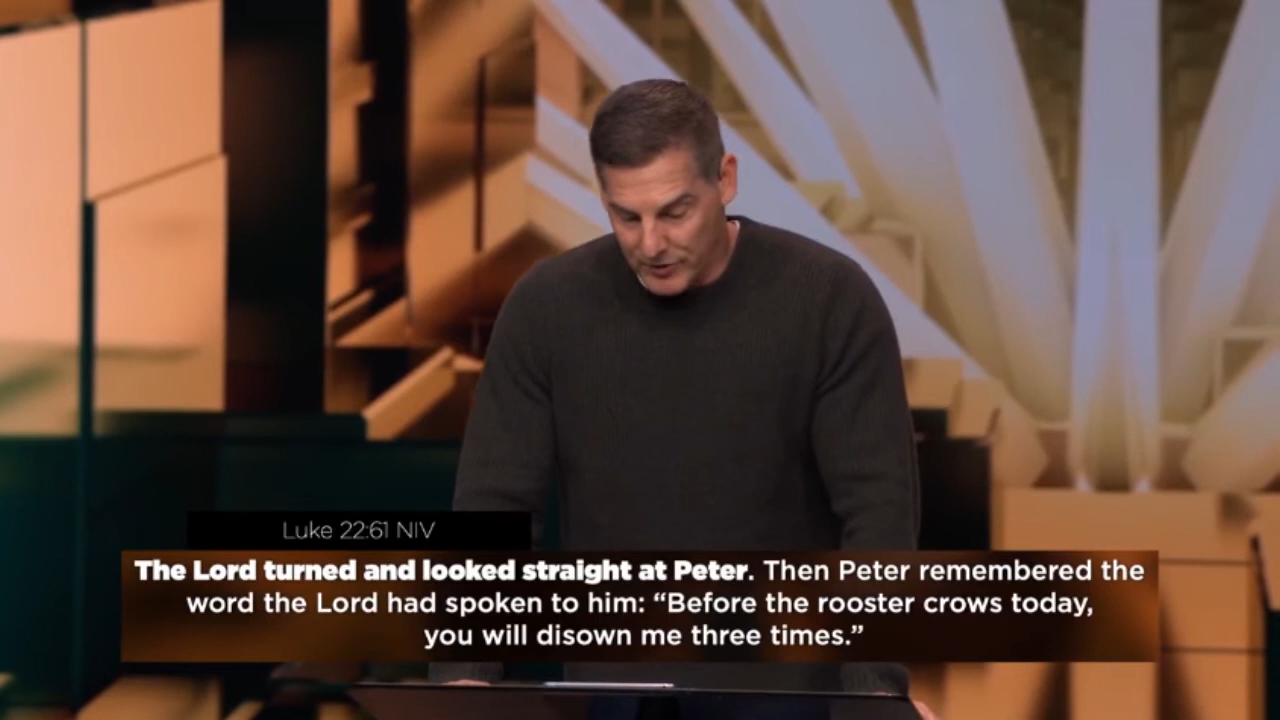 Luke 22:61 NIV
The Lord turned and looked straight at Peter. Then Peter remembered the
word the Lord had spoken to him: “Before the rooster crows today,
you will disown me three times.”